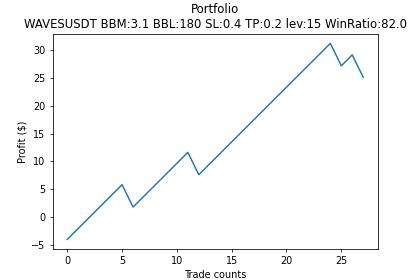 Portfolio
WAVESUSDT BBM:3.1 BBL:180 SL:0.4 TP:0.2 lev:15 WinRatio:82.0
30
25
20
15
10
5
0
−5
Profit ($)
0 5 10 15 20 25
Trade counts